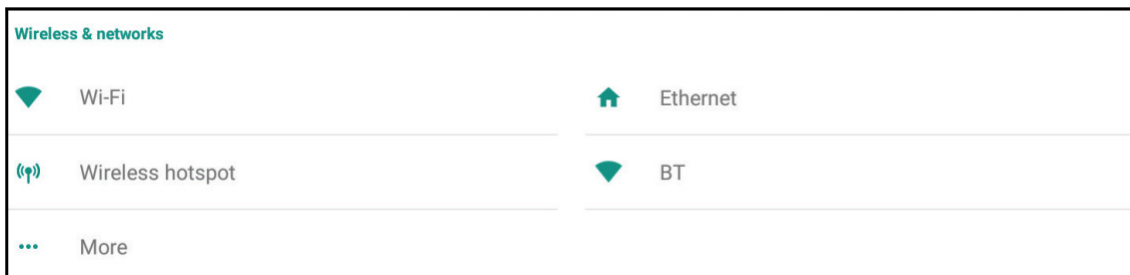 Wireless & networks
Wi-Fi
Ethernet
Wireless hotspot
BT
More